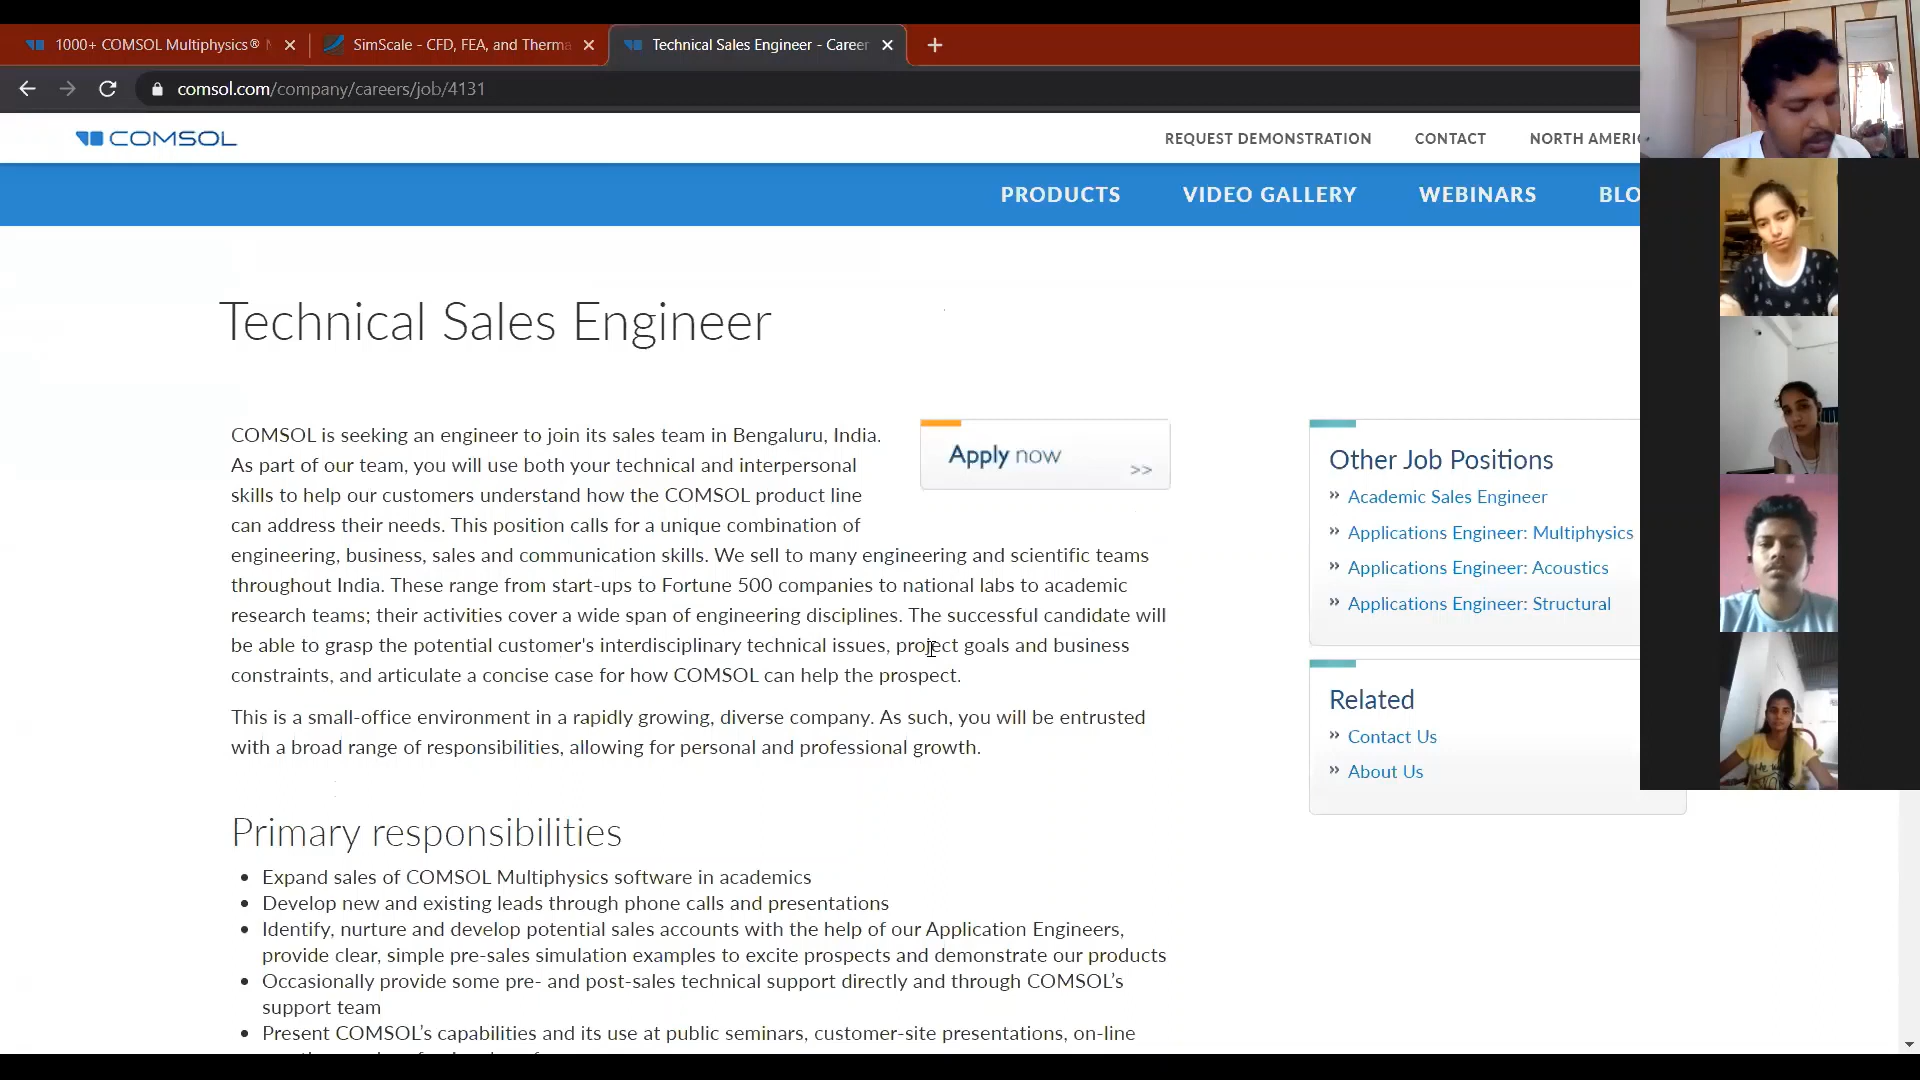 1000+ COMSOL Multiphysics®
SimScale - CFD, FEA, and Therma
Technical Sales Engineer - Career
comsol.com/company/careers/job/4131
COMSOL
REQUEST DEMONSTRATION
CONTACT
NORTH AMERI
PRODUCTS
VIDEO GALLERY
WEBINARS
BLO
Technical Sales Engineer
COMSOL is seeking an engineer to join its sales team in Bengaluru, India.
As part of our team, you will use both your technical and interpersonal
skills to help our customers understand how the COMSOL product line
can address their needs. This position calls for a unique combination of
engineering, business, sales and communication skills. We sell to many engineering and scientific teams
throughout India. These range from start-ups to Fortune 500 companies to national labs to academic
research teams; their activities cover a wide span of engineering disciplines. The successful candidate will
be able to grasp the potential customer's interdisciplinary technical issues, project goals and business
constraints, and articulate a concise case for how COMSOL can help the prospect.
Apply now >>
This is a small-office environment in a rapidly growing, diverse company. As such, you will be entrusted
with a broad range of responsibilities, allowing for personal and professional growth.
Primary responsibilities
• Expand sales of COMSOL Multiphysics software in academics
• Develop new and existing leads through phone calls and presentations
• Identify, nurture and develop potential sales accounts with the help of our Application Engineers,
provide clear, simple pre-sales simulation examples to excite prospects and demonstrate our products
• Occasionally provide some pre- and post-sales technical support directly and through COMSOL’s
support team
• Present COMSOL’s capabilities and its use at public seminars, customer-site presentations, on-line
Other Job Positions
» Academic Sales Engineer
» Applications Engineer: Multiphysics
» Applications Engineer: Acoustics
» Applications Engineer: Structural
Related
» Contact Us
» About Us